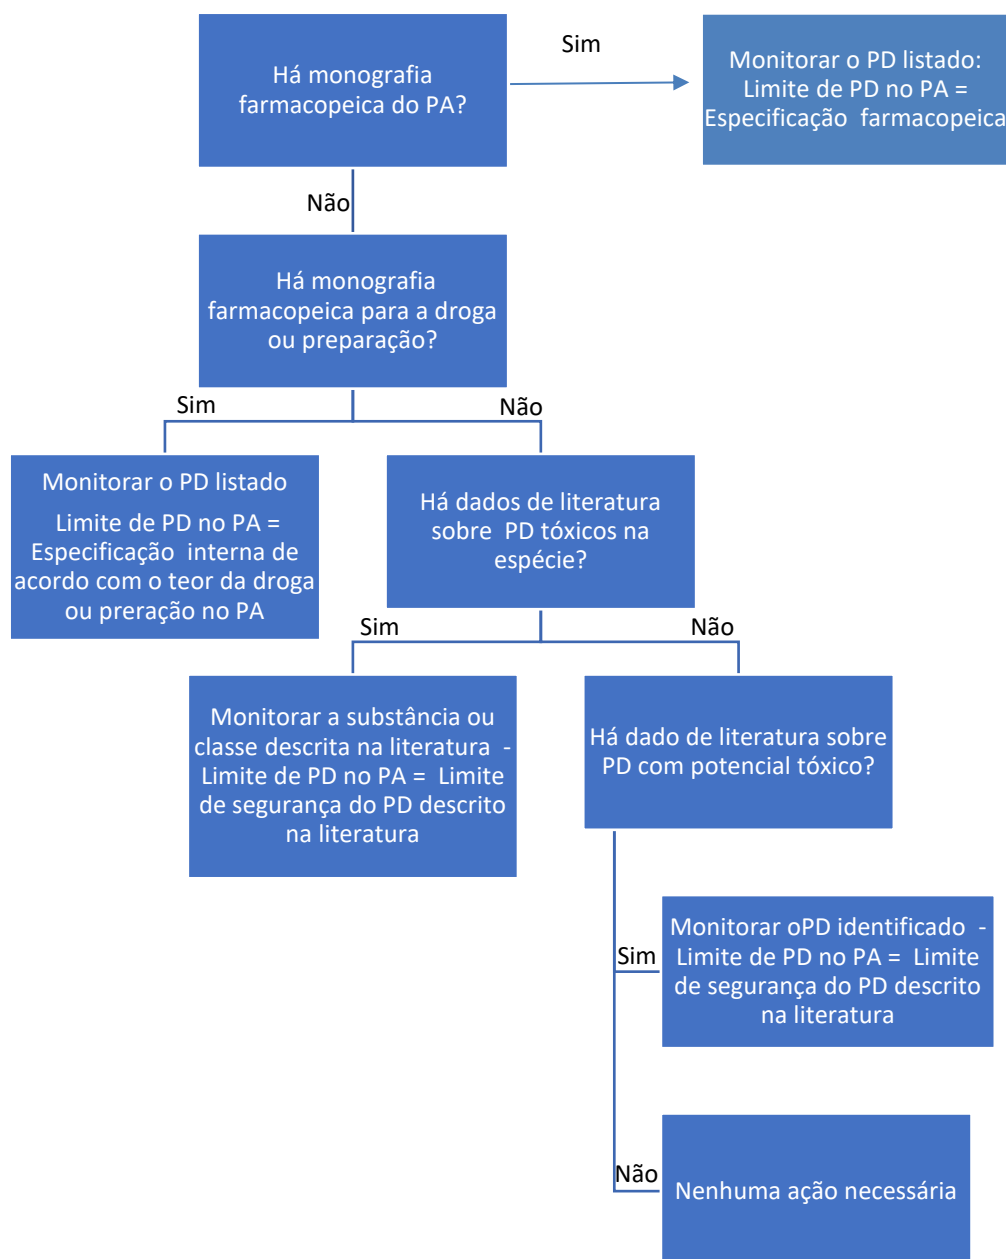 Há monografia
farmacopeica do PA?
Sim
Monitorar o PD listado:
Limite de PD no PA =
Especificação farmacopeica
Não
Há monografia
farmacopeica para a droga
ou preparação?
Sim
Não
Monitorar o PD listado
Limite de PD no PA =
Especificação interna de
acordo com o teor da droga
ou preração no PA
Há dados de literatura
sobre PD tóxicos na
espécie?
Sim
Não
Monitorar a substância ou
classe descrita na literatura -
Limite de PD no PA = Limite
de segurança do PD descrito
na literatura
Há dado de literatura sobre
PD com potencial tóxico?
Sim
Monitorar oPD identificado -
Limite de PD no PA = Limite
de segurança do PD descrito
na literatura
Não
Nenhuma ação necessária